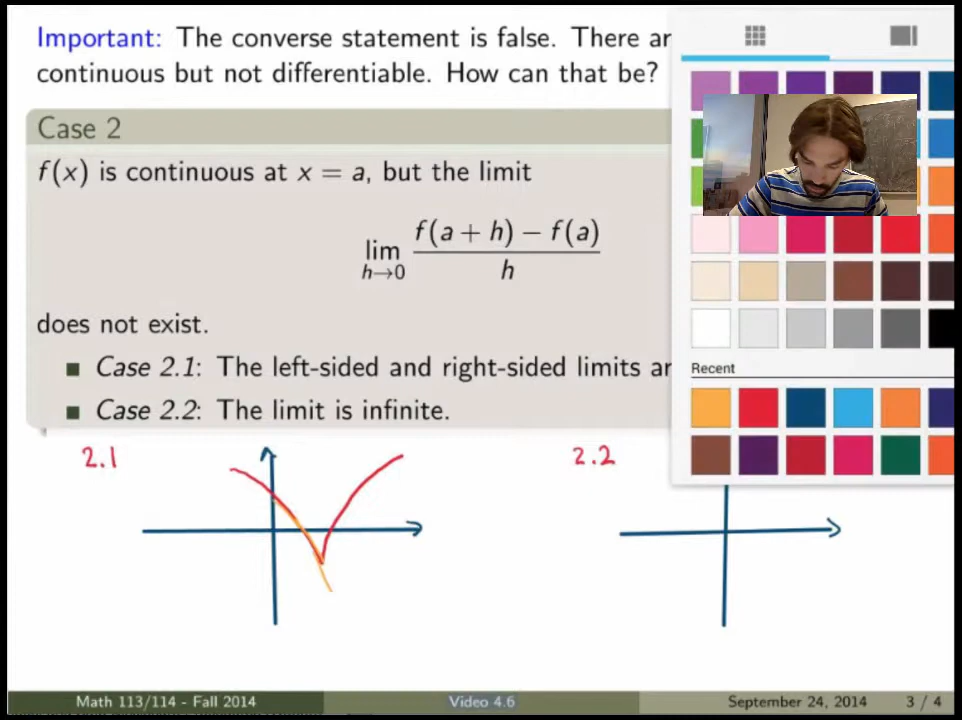 Important: The converse statement is false. There ar
continuous but not differentiable. How can that be?
Case 2
f(x) is continuous at x = a, but the limit
lim h→0 f(a + h) − f(a) / h
does not exist.
Case 2.1: The left-sided and right-sided limits ar
Case 2.2: The limit is infinite.
Recent
2.1
2.2
Math 113/114 - Fall 2014 Video 4.6 September 24, 2014 3 / 4